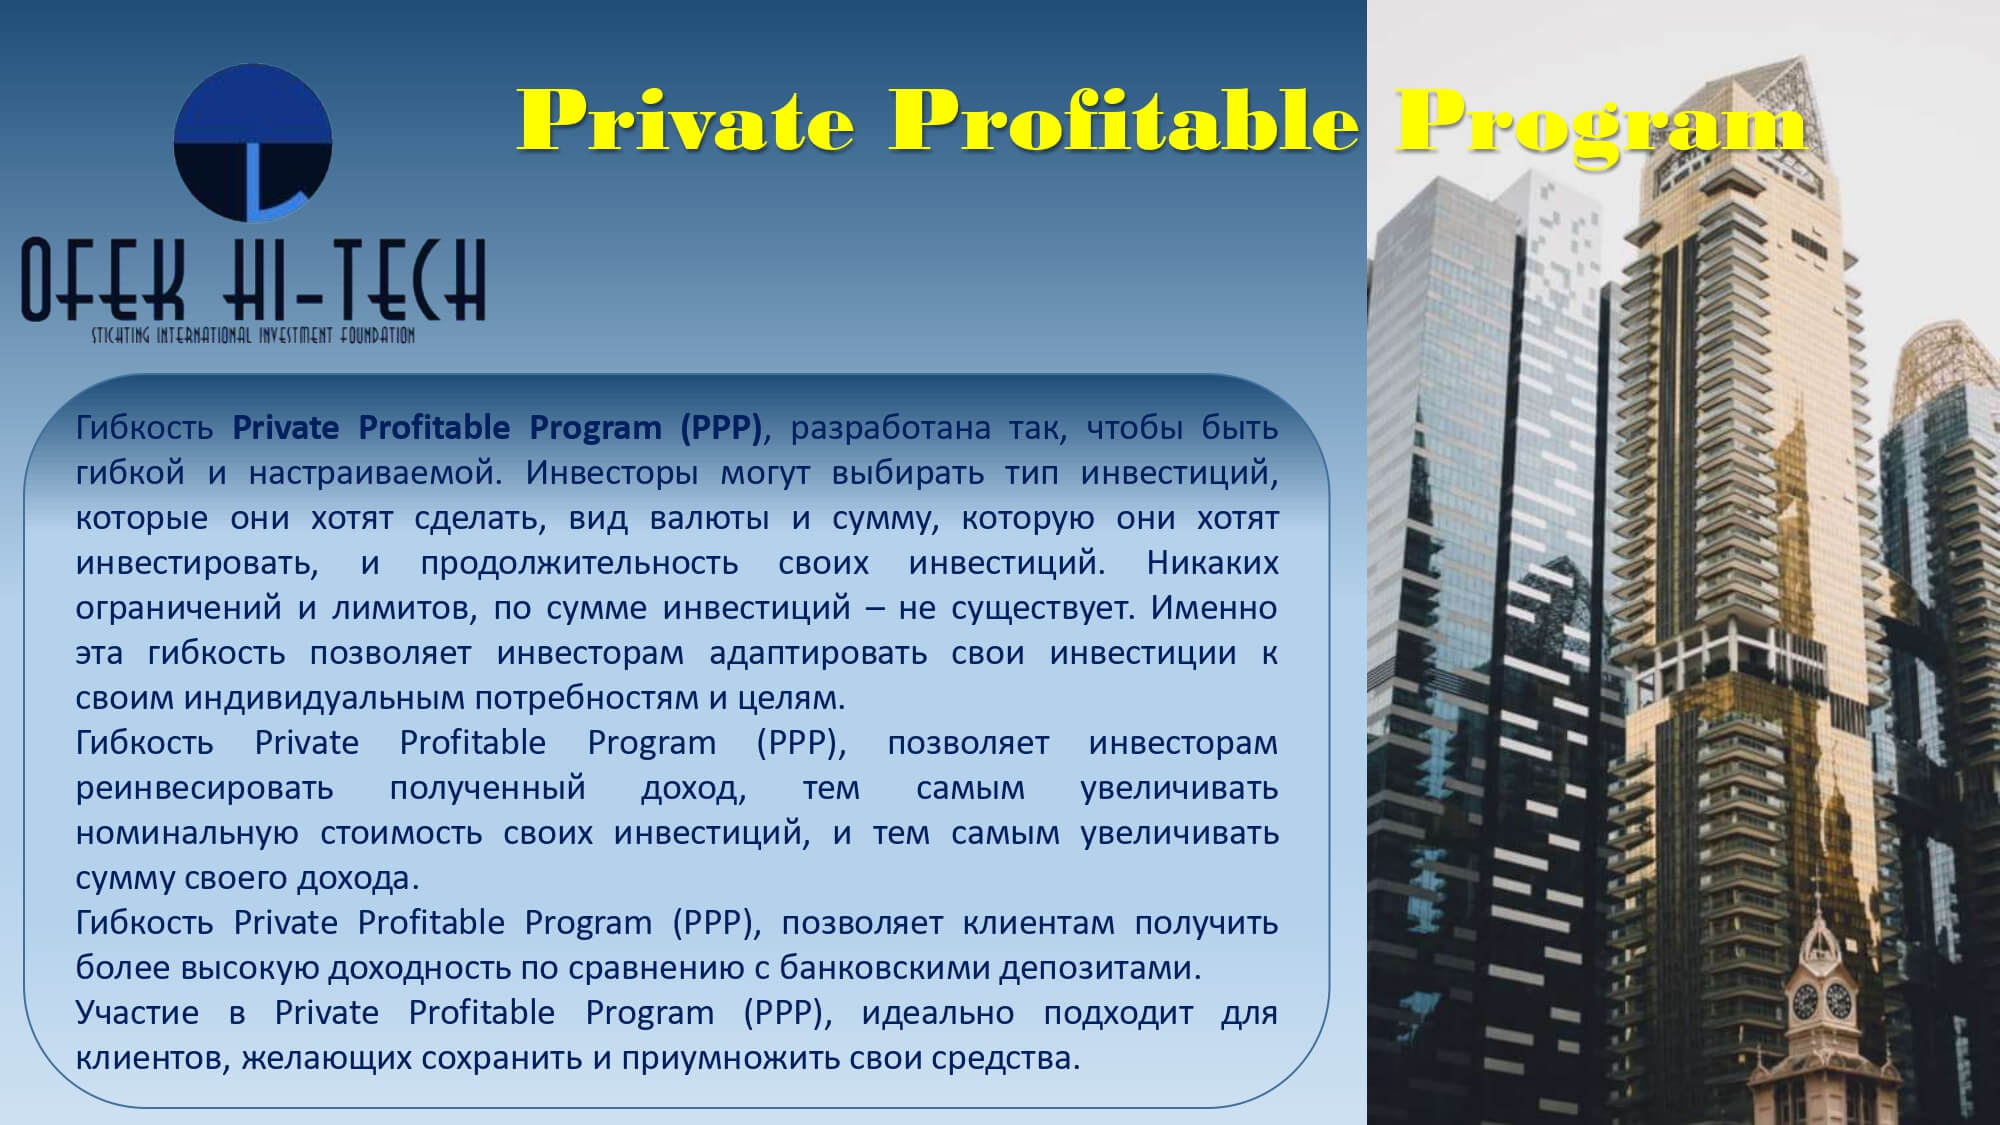 Private Profitable Program
OFEK HI-TECH
STICHTING INTERNATIONAL INVESTMENT FOUNDATION
Гибкость Private Profitable Program (PPP), разработана так, чтобы быть
гибкой и настраиваемой. Инвесторы могут выбирать тип инвестиций,
которые они хотят сделать, вид валюты и сумму, которую они хотят
инвестировать, и продолжительность своих инвестиций. Никаких
ограничений и лимитов, по сумме инвестиций – не существует. Именно
эта гибкость позволяет инвесторам адаптировать свои инвестиции к
своим индивидуальным потребностям и целям.
Гибкость Private Profitable Program (PPP), позволяет инвесторам
реинвесировать полученный доход, тем самым увеличивать
номинальную стоимость своих инвестиций, и тем самым увеличивать
сумму своего дохода.
Гибкость Private Profitable Program (PPP), позволяет клиентам получить
более высокую доходность по сравнению с банковскими депозитами.
Участие в Private Profitable Program (PPP), идеально подходит для
клиентов, желающих сохранить и приумножить свои средства.